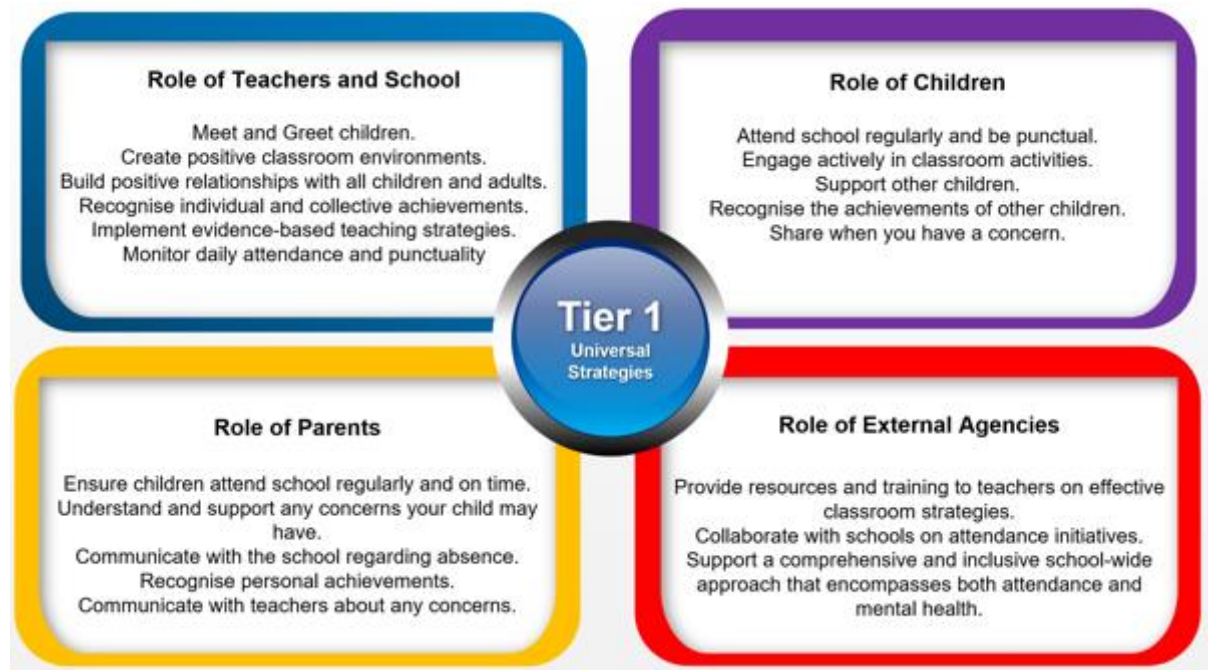 Role of Teachers and School
Meet and Greet children.
Create positive classroom environments.
Build positive relationships with all children and adults.
Recognise individual and collective achievements.
Implement evidence-based teaching strategies.
Monitor daily attendance and punctuality
Role of Children
Attend school regularly and be punctual.
Engage actively in classroom activities.
Support other children.
Recognise the achievements of other children.
Share when you have a concern.
Tier 1
Universal
Strategies
Role of Parents
Ensure children attend school regularly and on time.
Understand and support any concerns your child may
have.
Communicate with the school regarding absence.
Recognise personal achievements.
Communicate with teachers about any concerns.
Role of External Agencies
Provide resources and training to teachers on effective
classroom strategies.
Collaborate with schools on attendance initiatives.
Support a comprehensive and inclusive school-wide
approach that encompasses both attendance and
mental health.